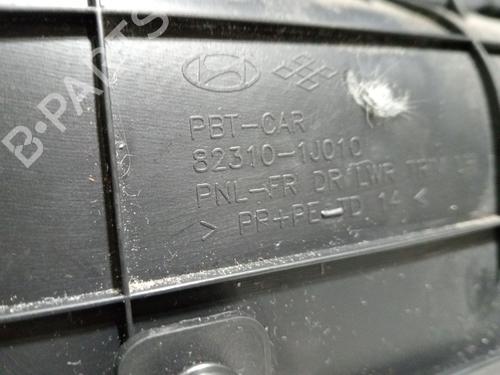 B-PARTS
PBT-CAR
82310-1J010
PNL-FR DR LWR TRIM
> PP+PE-TD 14 <